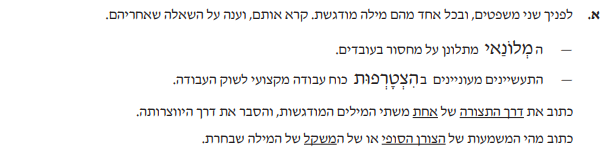 א. לפניך שני משפטים, ובכל אחד מהם מילה מודגשת. קרא אותם, וענה על השאלה שאחריהם.
— ה מְלוֹנַאי מתלונן על מחסור בעובדים.
— התעשיינים מעוניינים ב הִצְטָרְפוּת כוח עבודה מקצועי לשוק העבודה.
כתוב את דרך התצורה של אחת משתי המילים המודגשות, והסבר את דרך היווצרותה.
כתוב מהי המשמעות של הצורן הסופי או של המשקל של המילה שבחרת.